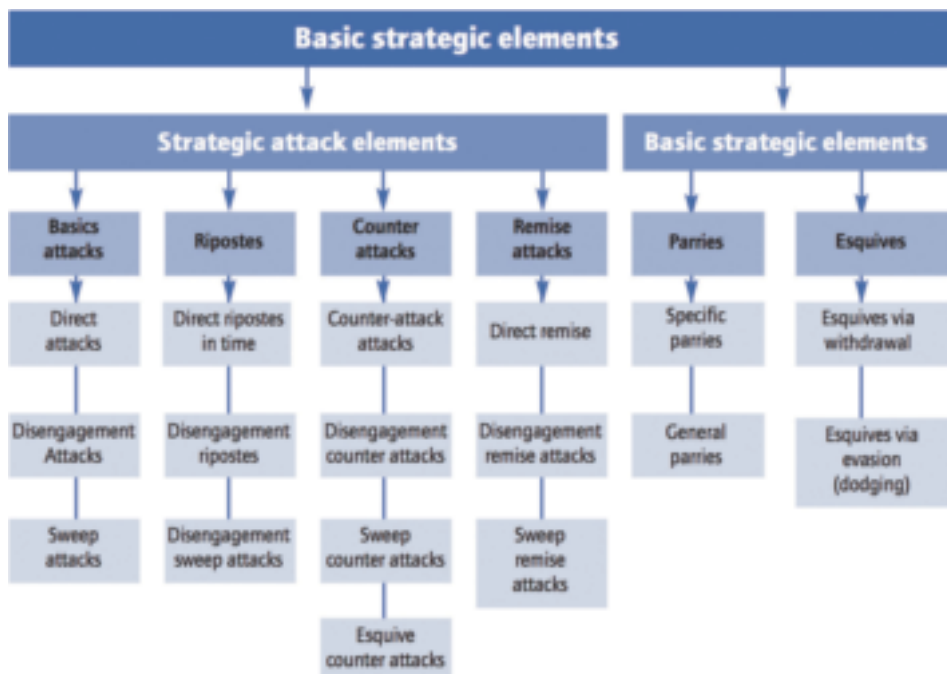 Basic strategic elements
Strategic attack elements
Basic strategic elements
Basics
attacks
Ripostes
Counter
attacks
Remise
attacks
Parries
Esquives
Direct
attacks
Direct ripostes
in time
Counter-attack
attacks
Direct remise
Specific
parries
Esquives via
withdrawal
Disengagement
Attacks
Disengagement
ripostes
Disengagement
counter attacks
Disengagement
remise attacks
General
parries
Esquives via
evasion
(dodging)
Sweep
attacks
Disengagement
sweep attacks
Sweep
counter attacks
Sweep
remise
attacks
Esquive
counter attacks